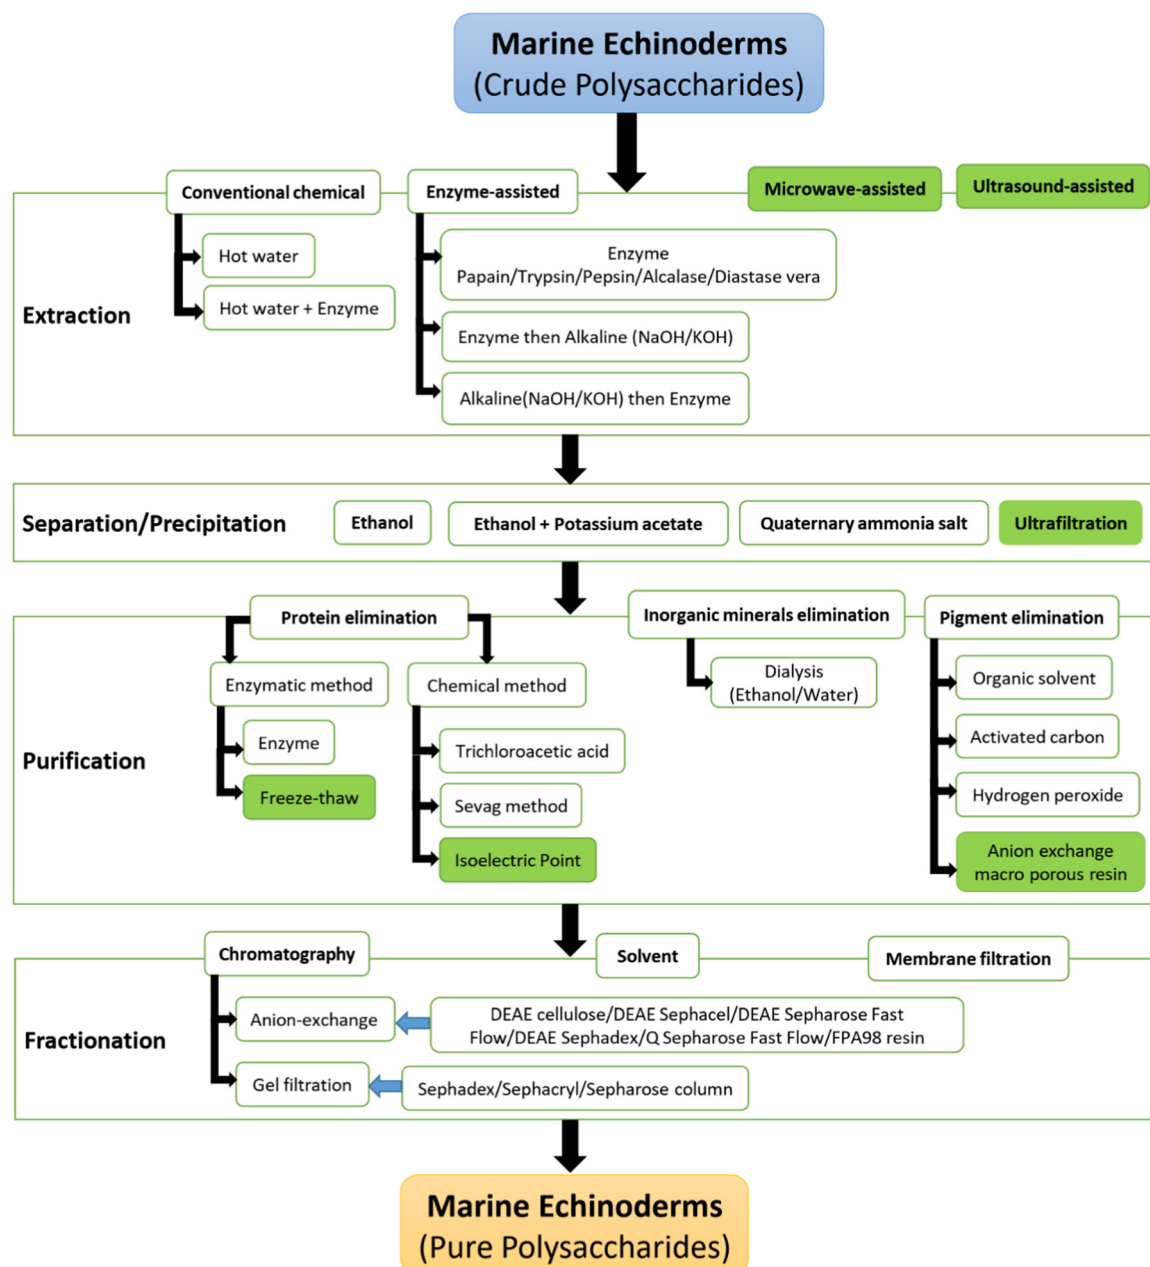 Marine Echinoderms
(Crude Polysaccharides)
Extraction
Conventional chemical
Hot water
Hot water + Enzyme
Enzyme-assisted
Enzyme
Papain/Trypsin/Pepsin/Alcalase/Diastase vera
Enzyme then Alkaline (NaOH/KOH)
Alkaline(NaOH/KOH) then Enzyme
Microwave-assisted
Ultrasound-assisted
Separation/Precipitation
Ethanol
Ethanol + Potassium acetate
Quaternary ammonia salt
Ultrafiltration
Purification
Protein elimination
Enzymatic method
Enzyme
Freeze-thaw
Chemical method
Trichloroacetic acid
Sevag method
Isoelectric Point
Inorganic minerals elimination
Dialysis
(Ethanol/Water)
Pigment elimination
Organic solvent
Activated carbon
Hydrogen peroxide
Anion exchange
macro porous resin
Fractionation
Chromatography
Anion-exchange
DEAE cellulose/DEAE Sephacel/DEAE Sepharose Fast
Flow/DEAE Sephadex/Q Sepharose Fast Flow/FPA98 resin
Gel filtration
Sephadex/Sephacryl/Sepharose column
Solvent
Membrane filtration
Marine Echinoderms
(Pure Polysaccharides)